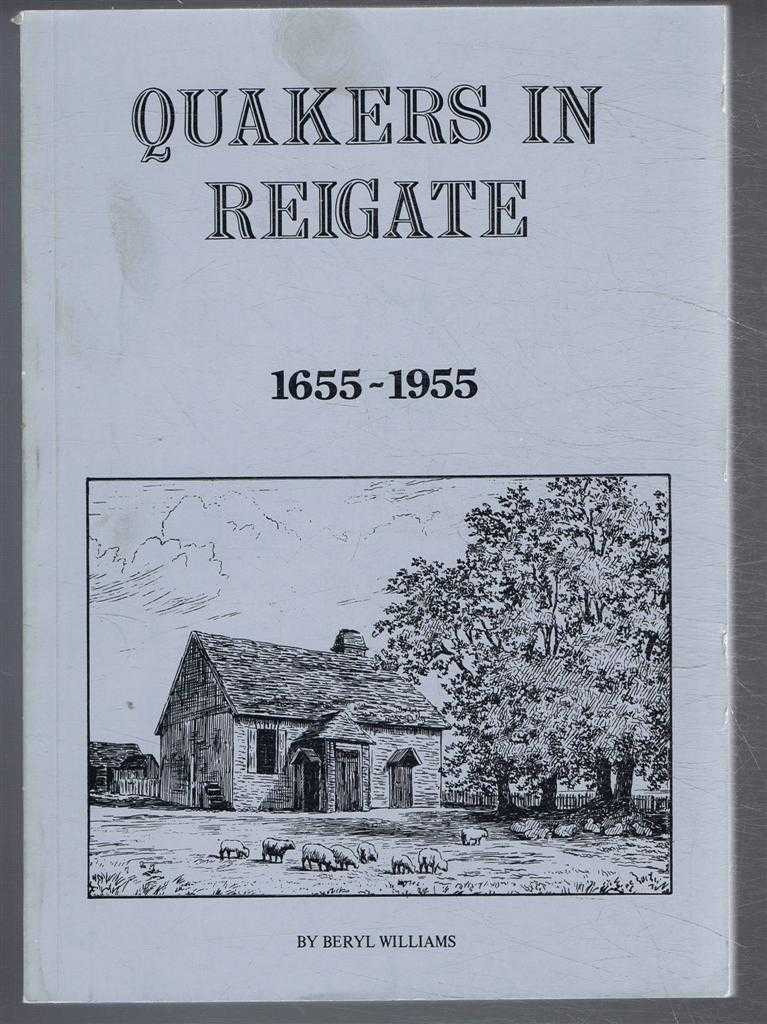 QUAKERS IN
REIGATE
1655-1955
BY BERYL WILLIAMS